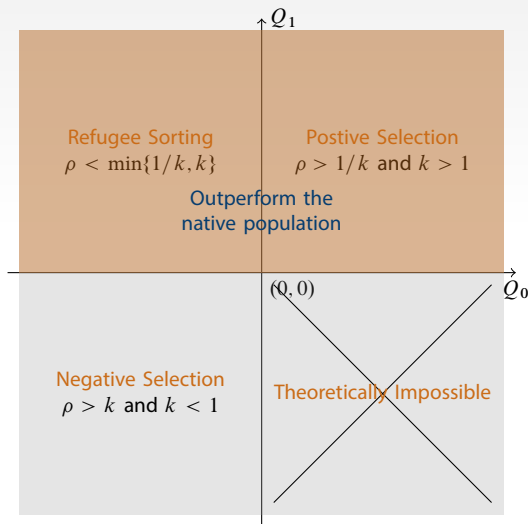 Q₁
Refugee Sorting
ρ < min{1/k, k}
Postive Selection
ρ > 1/k and k > 1
Outperform the
native population
(0, 0)
Q₀
Negative Selection
ρ > k and k < 1
Theoretically Impossible